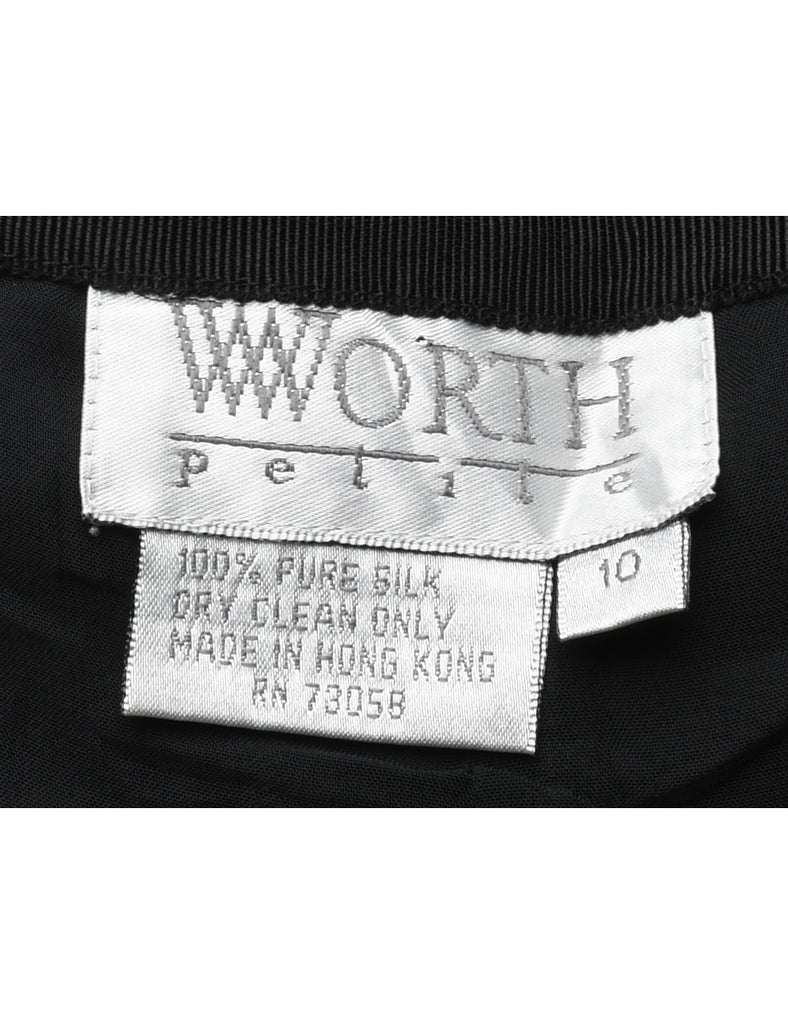 WORTH
petite
10
100% PURE SILK
DRY CLEAN ONLY
MADE IN HONG KONG
RN 73058